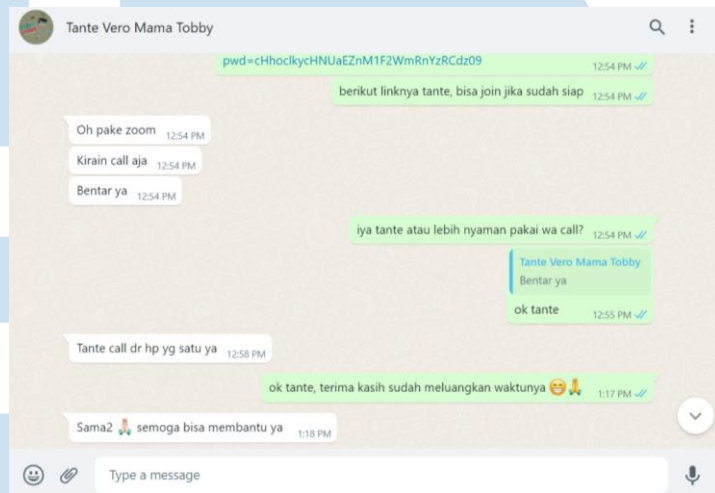 Tante Vero Mama Tobby
pwd=cHhoclkycHNUaEZnM1F2WmRnYzRCdz09
12:54 PM
berikut linknya tante, bisa join jika sudah siap 12:54 PM
Oh pake zoom 12:54 PM
Kirain call aja 12:54 PM
Bentar ya 12:54 PM
iya tante atau lebih nyaman pakai wa call? 12:54 PM
Tante Vero Mama Tobby
Bentar ya
ok tante 12:55 PM
Tante call dr hp yg satu ya 12:58 PM
ok tante, terima kasih sudah meluangkan waktunya 😁🙏 1:17 PM
Sama2 🙏🏻 semoga bisa membantu ya 1:18 PM
Type a message